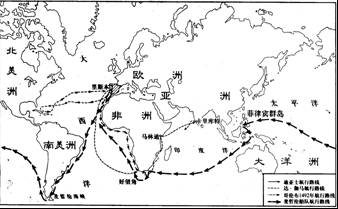 北美洲
大西洋
欧洲
亚洲
里斯本
太平洋
非洲
菲律宾群岛
马林迪
南美洲
印度洋
大洋洲
好望角
麦哲伦海峡
迪亚士航行路线
达·伽马航行路线
哥伦布1492年航行路线
麦哲伦船队航行路线